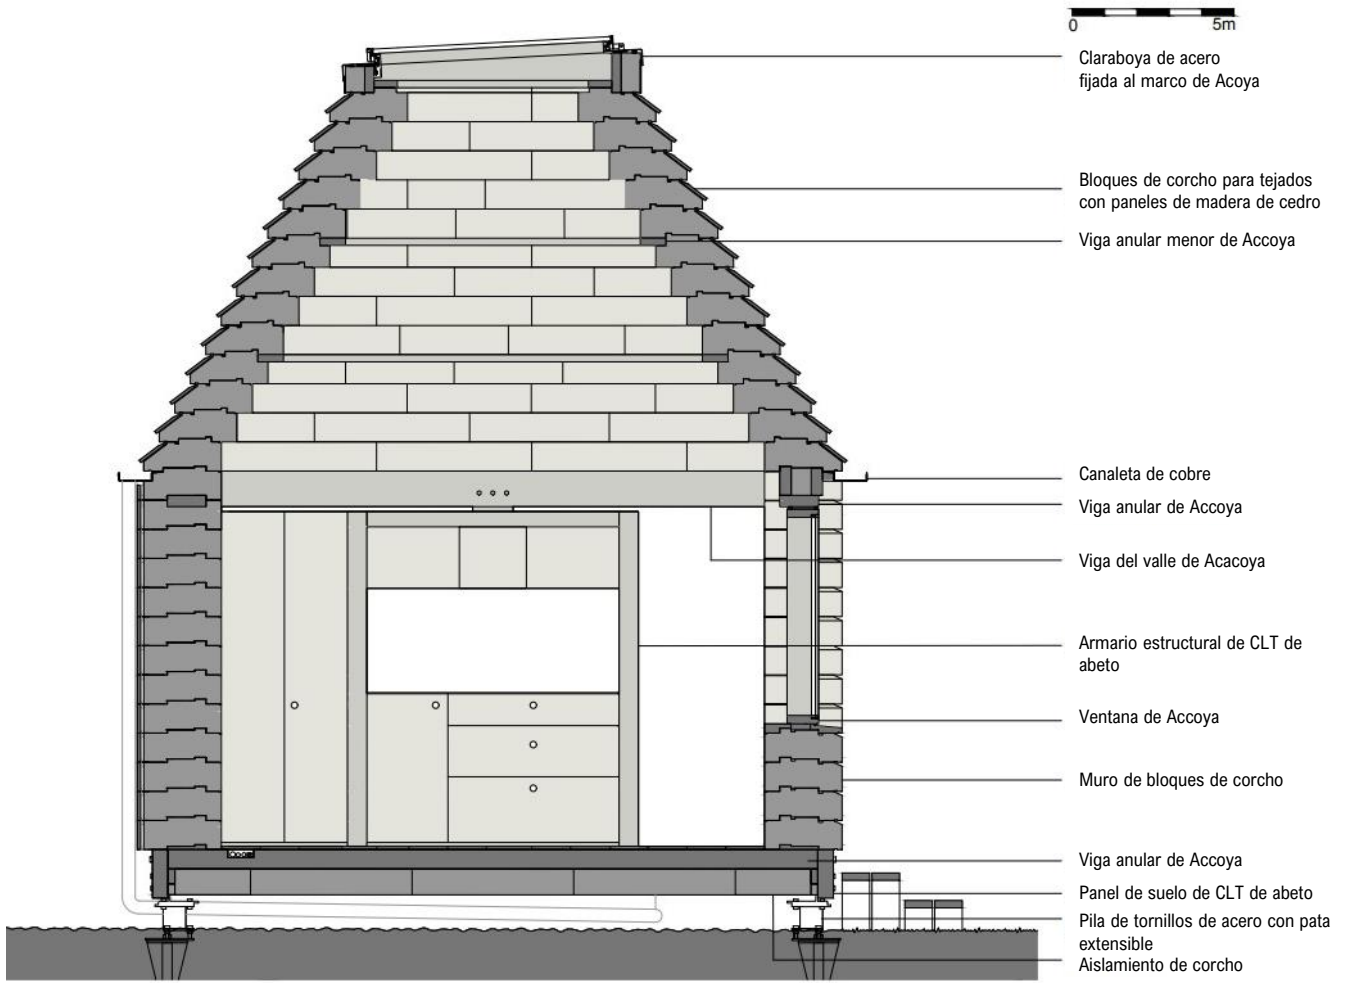 0 5m
Claraboya de acero
fijada al marco de Acoya
Bloques de corcho para tejados
con paneles de madera de cedro
Viga anular menor de Accoya
Canaleta de cobre
Viga anular de Accoya
Viga del valle de Acacoya
Armario estructural de CLT de
abeto
Ventana de Accoya
Muro de bloques de corcho
Viga anular de Accoya
Panel de suelo de CLT de abeto
Pila de tornillos de acero con pata
extensible
Aislamiento de corcho